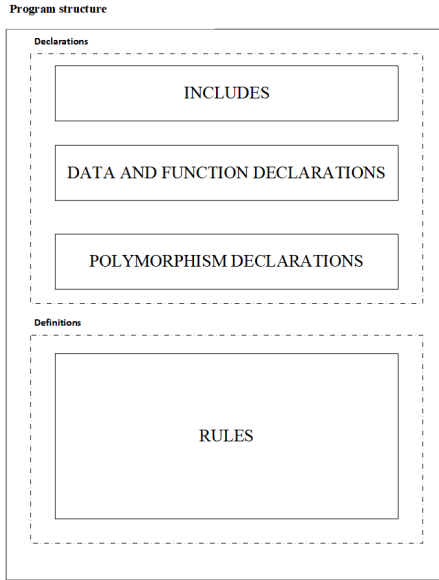 Program structure
Declarations
INCLUDES
DATA AND FUNCTION DECLARATIONS
POLYMORPHISM DECLARATIONS
Definitions
RULES